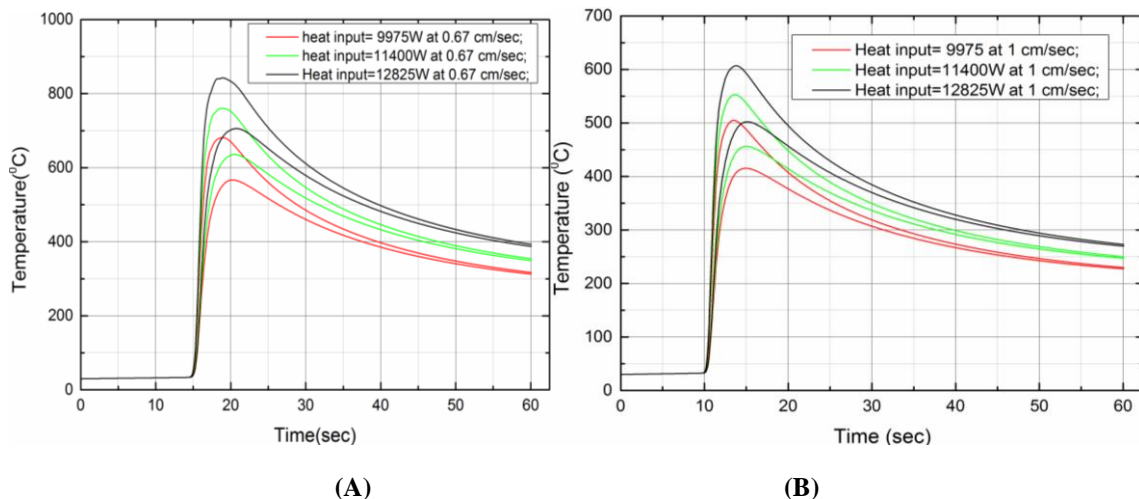 1000
800
600
400
200
0
Temperature(⁰C)
heat input= 9975W at 0.67 cm/sec;
heat input=11400W at 0.67 cm/sec;
Heat input=12825W at 0.67 cm/sec;
0 10 20 30 40 50 60
Time(sec)
(A)
700
600
500
400
300
200
100
0
Temperature (⁰C)
Heat input= 9975 at 1 cm/sec;
Heat input=11400W at 1 cm/sec;
Heat input=12825W at 1 cm/sec;
0 10 20 30 40 50 60
Time (sec)
(B)